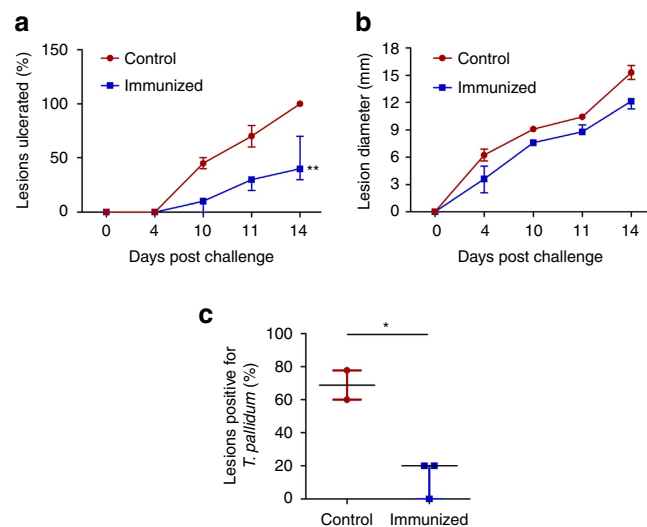 a
150
100
50
0
Lesions ulcerated (%)
Control
Immunized
**
0 4 10 11 14
Days post challenge
b
18
15
12
9
6
3
0
Lesion diameter (mm)
Control
Immunized
0 4 10 11 14
Days post challenge
c
100
80
60
40
20
0
Lesions positive for
T. pallidum (%)
*
Control Immunized